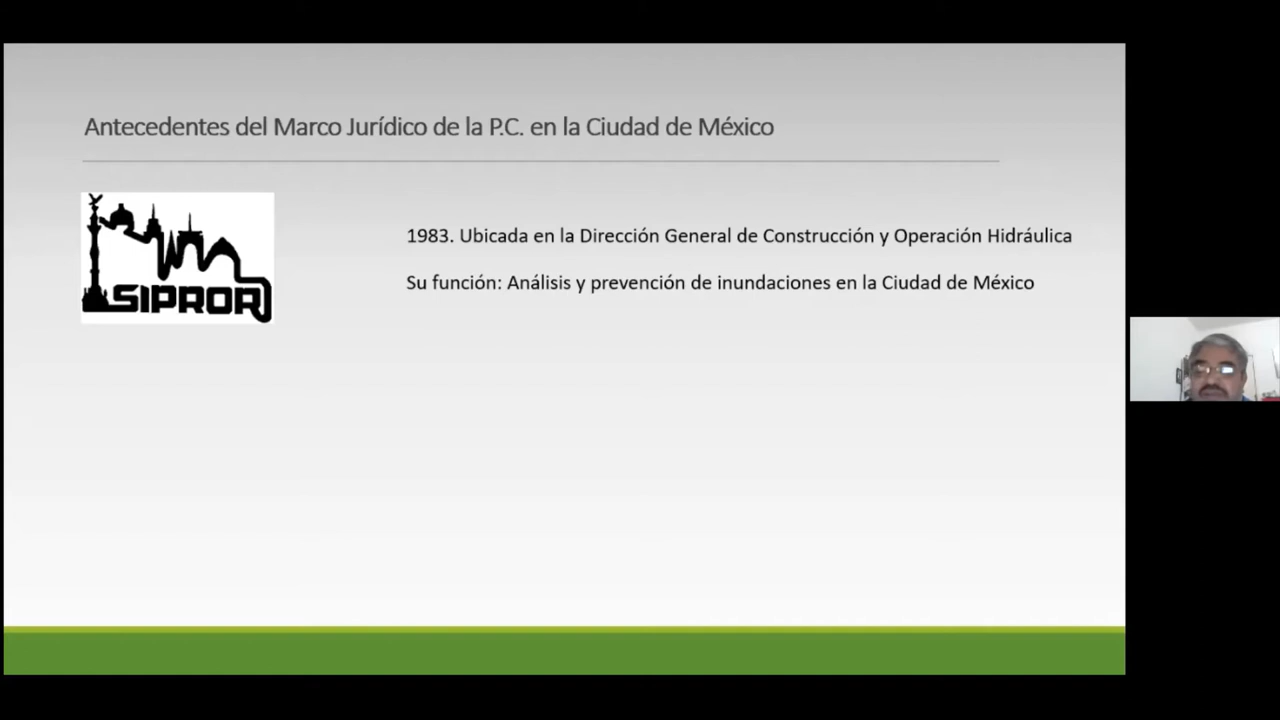 Antecedentes del Marco Jurídico de la P.C. en la Ciudad de México
SIPROR
1983. Ubicada en la Dirección General de Construcción y Operación Hidráulica
Su función: Análisis y prevención de inundaciones en la Ciudad de México